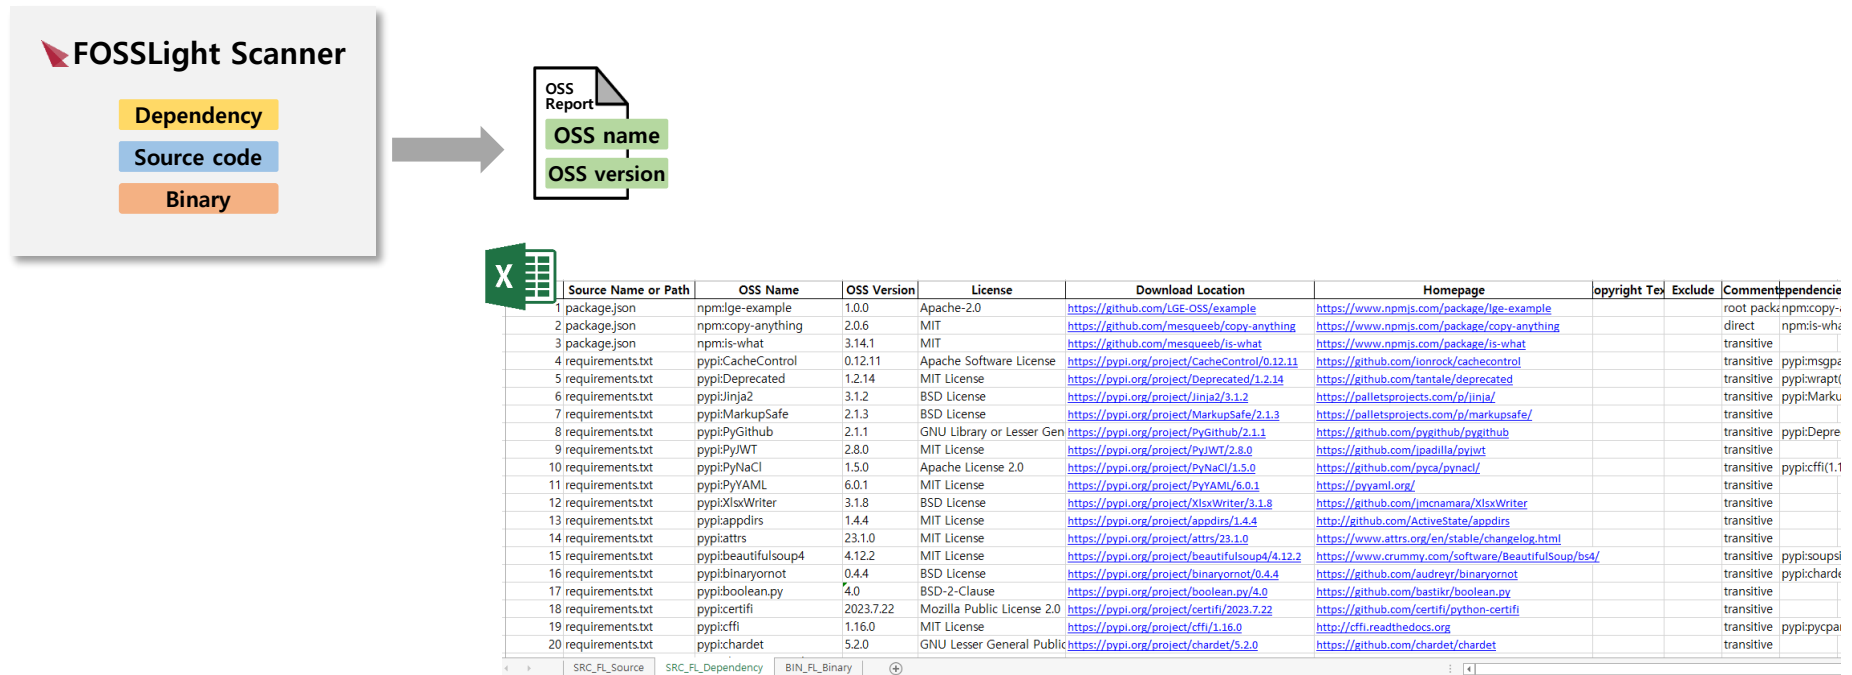 FOSSLight Scanner
Dependency
Source code
Binary
OSS
Report
OSS name
OSS version
X
Source Name or Path OSS Name OSS Version License Download Location Homepage opyright Tex Exclude Comment ependencie
1 package.json npm:lge-example 1.0.0 Apache-2.0 https://github.com/LGE-OSS/example https://www.npmjs.com/package/lge-example root packa npm:copy-
2 package.json npm:copy-anything 2.0.6 MIT https://github.com/mesqueeb/copy-anything https://www.npmjs.com/package/copy-anything direct npm:is-wha
3 package.json npm:is-what 3.14.1 MIT https://github.com/mesqueeb/is-what https://www.npmjs.com/package/is-what transitive
4 requirements.txt pypi:CacheControl 0.12.11 Apache Software License https://pypi.org/project/CacheControl/0.12.11 https://github.com/ionrock/cachecontrol transitive pypi:msgpa
5 requirements.txt pypi:Deprecated 1.2.14 MIT License https://pypi.org/project/Deprecated/1.2.14 https://github.com/tantale/deprecated transitive pypi:wrapt(
6 requirements.txt pypi:Jinja2 3.1.2 BSD License https://pypi.org/project/Jinja2/3.1.2 https://palletsprojects.com/p/jinja/ transitive pypi:Marku
7 requirements.txt pypi:MarkupSafe 2.1.3 BSD License https://pypi.org/project/MarkupSafe/2.1.3 https://palletsprojects.com/p/markupsafe/ transitive
8 requirements.txt pypi:PyGithub 2.1.1 GNU Library or Lesser Gen https://pypi.org/project/PyGithub/2.1.1 https://github.com/pygithub/pygithub transitive pypi:Depre
9 requirements.txt pypi:PyJWT 2.8.0 MIT License https://pypi.org/project/PyJWT/2.8.0 https://github.com/jpadilla/pyjwt transitive
10 requirements.txt pypi:PyNaCl 1.5.0 Apache License 2.0 https://pypi.org/project/PyNaCl/1.5.0 https://github.com/pyca/pynacl/ transitive pypi:cffi(1.1
11 requirements.txt pypi:PyYAML 6.0.1 MIT License https://pypi.org/project/PyYAML/6.0.1 https://pyyaml.org/ transitive
12 requirements.txt pypi:XlsxWriter 3.1.8 BSD License https://pypi.org/project/XlsxWriter/3.1.8 https://github.com/jmcnamara/XlsxWriter transitive
13 requirements.txt pypi:appdirs 1.4.4 MIT License https://pypi.org/project/appdirs/1.4.4 http://github.com/ActiveState/appdirs transitive
14 requirements.txt pypi:attrs 23.1.0 MIT License https://pypi.org/project/attrs/23.1.0 https://www.attrs.org/en/stable/changelog.html transitive
15 requirements.txt pypi:beautifulsoup4 4.12.2 MIT License https://pypi.org/project/beautifulsoup4/4.12.2 https://www.crummy.com/software/BeautifulSoup/bs4/ transitive pypi:soupsi
16 requirements.txt pypi:binaryornot 0.4.4 BSD License https://pypi.org/project/binaryornot/0.4.4 https://github.com/audreyr/binaryornot transitive pypi:charde
17 requirements.txt pypi:boolean.py 4.0 BSD-2-Clause https://pypi.org/project/boolean.py/4.0 https://github.com/bastikr/boolean.py transitive
18 requirements.txt pypi:certifi 2023.7.22 Mozilla Public License 2.0 https://pypi.org/project/certifi/2023.7.22 https://github.com/certifi/python-certifi transitive
19 requirements.txt pypi:cffi 1.16.0 MIT License https://pypi.org/project/cffi/1.16.0 http://cffi.readthedocs.org transitive pypi:pycpar
20 requirements.txt pypi:chardet 5.2.0 GNU Lesser General Public https://pypi.org/project/chardet/5.2.0 https://github.com/chardet/chardet transitive
SRC_FL_Source SRC_FL_Dependency BIN_FL_Binary